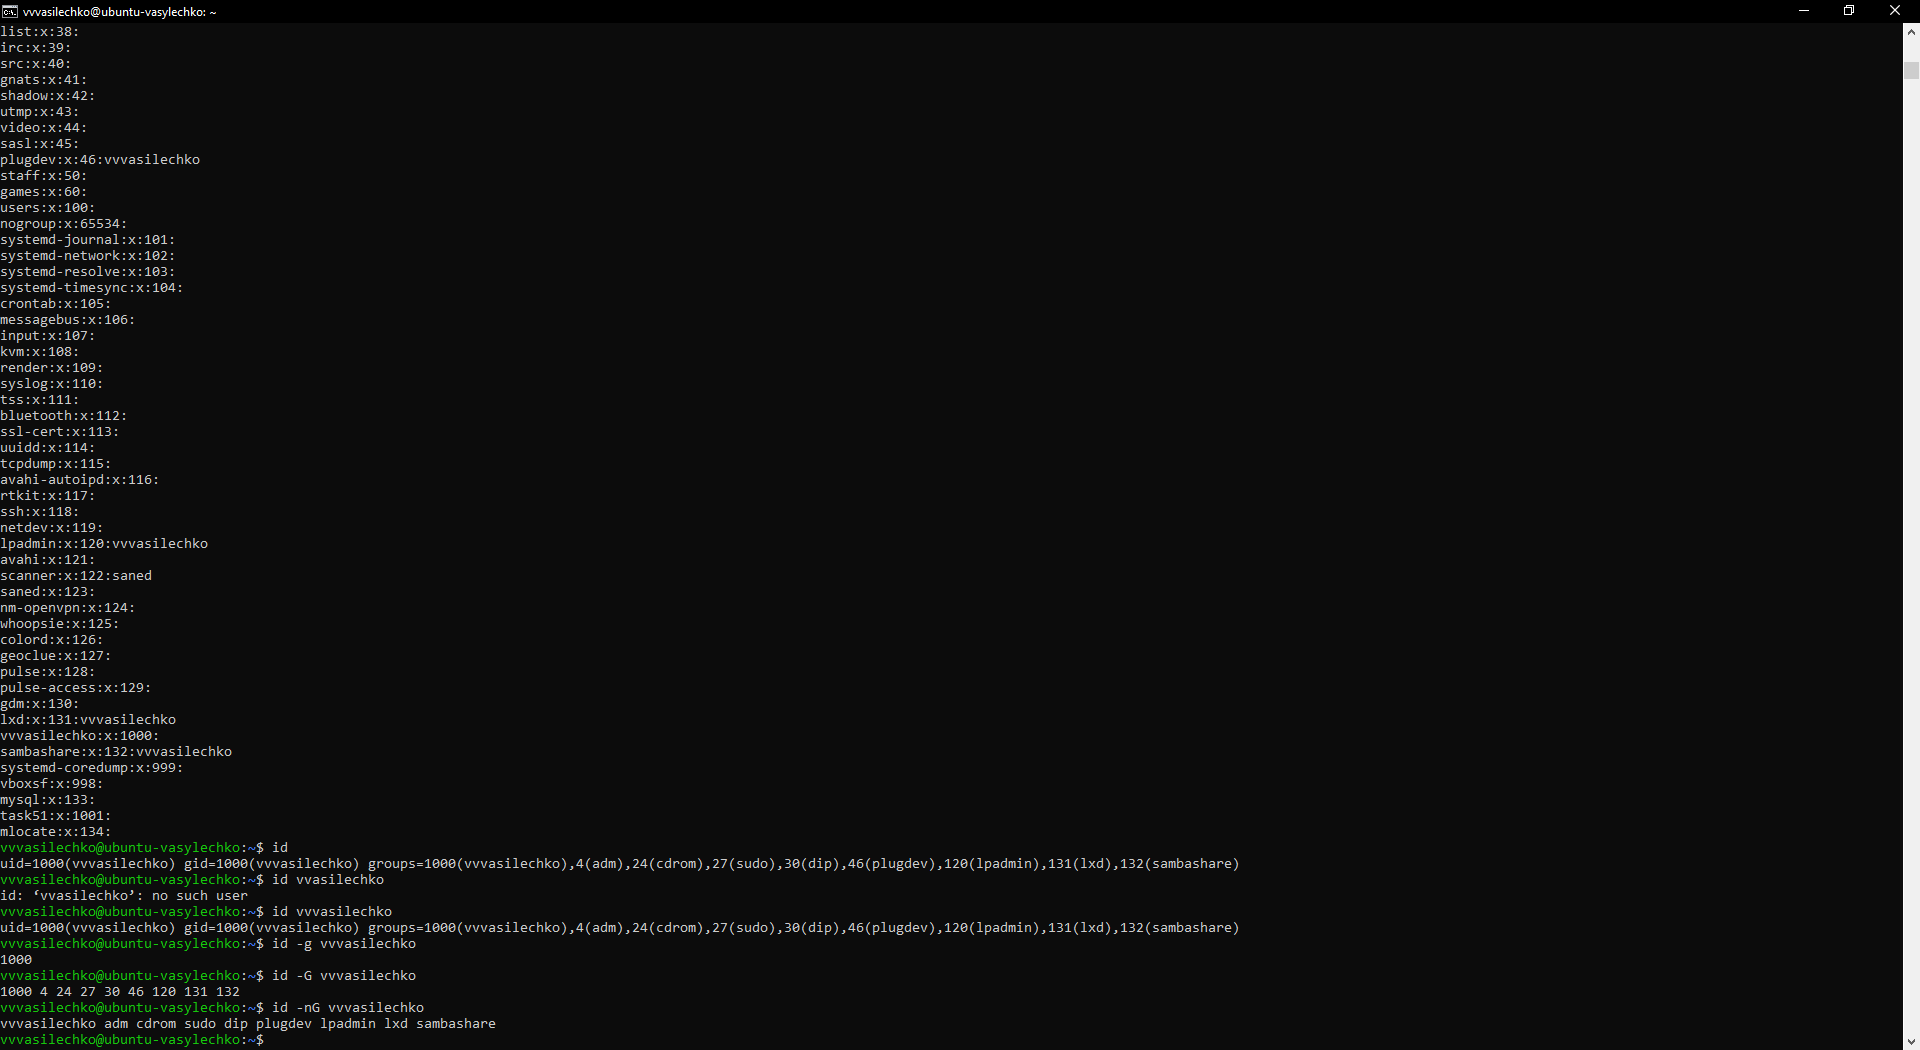 vvvasilechko@ubuntu-vasylechko: ~
list:x:38:
irc:x:39:
src:x:40:
gnats:x:41:
shadow:x:42:
utmp:x:43:
video:x:44:
sasl:x:45:
plugdev:x:46:vvvasilechko
staff:x:50:
games:x:60:
users:x:100:
nogroup:x:65534:
systemd-journal:x:101:
systemd-network:x:102:
systemd-resolve:x:103:
systemd-timesync:x:104:
crontab:x:105:
messagebus:x:106:
input:x:107:
kvm:x:108:
render:x:109:
syslog:x:110:
tss:x:111:
bluetooth:x:112:
ssl-cert:x:113:
uuidd:x:114:
tcpdump:x:115:
avahi-autoipd:x:116:
rtkit:x:117:
ssh:x:118:
netdev:x:119:
lpadmin:x:120:vvvasilechko
avahi:x:121:
scanner:x:122:saned
saned:x:123:
nm-openvpn:x:124:
whoopsie:x:125:
colord:x:126:
geoclue:x:127:
pulse:x:128:
pulse-access:x:129:
gdm:x:130:
lxd:x:131:vvvasilechko
vvvasilechko:x:1000:
sambashare:x:132:vvvasilechko
systemd-coredump:x:999:
vboxsf:x:998:
mysql:x:133:
task51:x:1001:
mlocate:x:134:
vvvasilechko@ubuntu-vasylechko:~$ id
uid=1000(vvvasilechko) gid=1000(vvvasilechko) groups=1000(vvvasilechko),4(adm),24(cdrom),27(sudo),30(dip),46(plugdev),120(lpadmin),131(lxd),132(sambashare)
vvvasilechko@ubuntu-vasylechko:~$ id vvasilechko
id: ‘vvasilechko’: no such user
vvvasilechko@ubuntu-vasylechko:~$ id vvvasilechko
uid=1000(vvvasilechko) gid=1000(vvvasilechko) groups=1000(vvvasilechko),4(adm),24(cdrom),27(sudo),30(dip),46(plugdev),120(lpadmin),131(lxd),132(sambashare)
vvvasilechko@ubuntu-vasylechko:~$ id -g vvvasilechko
1000
vvvasilechko@ubuntu-vasylechko:~$ id -G vvvasilechko
1000 4 24 27 30 46 120 131 132
vvvasilechko@ubuntu-vasylechko:~$ id -nG vvvasilechko
vvvasilechko adm cdrom sudo dip plugdev lpadmin lxd sambashare
vvvasilechko@ubuntu-vasylechko:~$